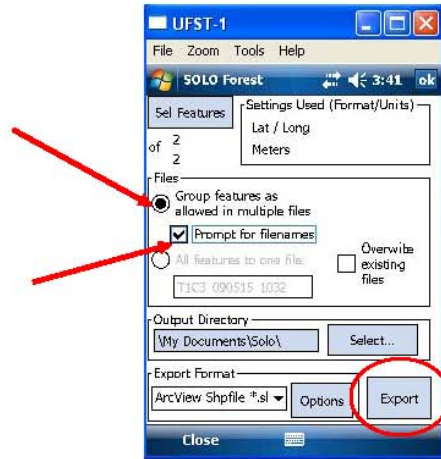 UFST-1
File Zoom Tools Help
SOLO Forest 3:41 ok
Sel Features
Settings Used (Format/Units)
Lat / Long
Meters
of 2
2
Files
Group features as
allowed in multiple files
Prompt for filenames
All features to one file:
Overwite
existing
files
T1C3 090515 1032
Output Directory
\My Documents\Solo\
Select...
Export Format
ArcView Shpfile *.sl
Options
Export
Close